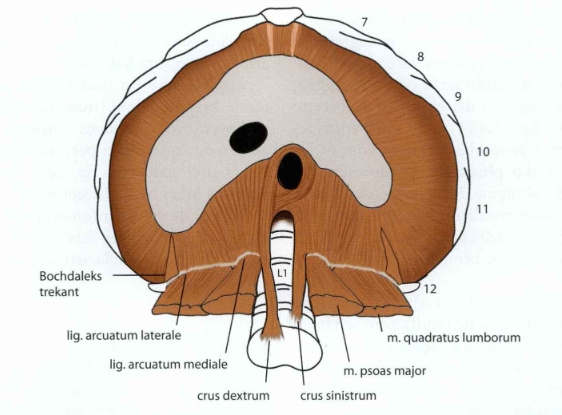 7
8
9
10
11
12
L1
Bochdaleks
trekant
lig. arcuatum laterale
lig. arcuatum mediale
crus dextrum
crus sinistrum
m. psoas major
m. quadratus lumborum